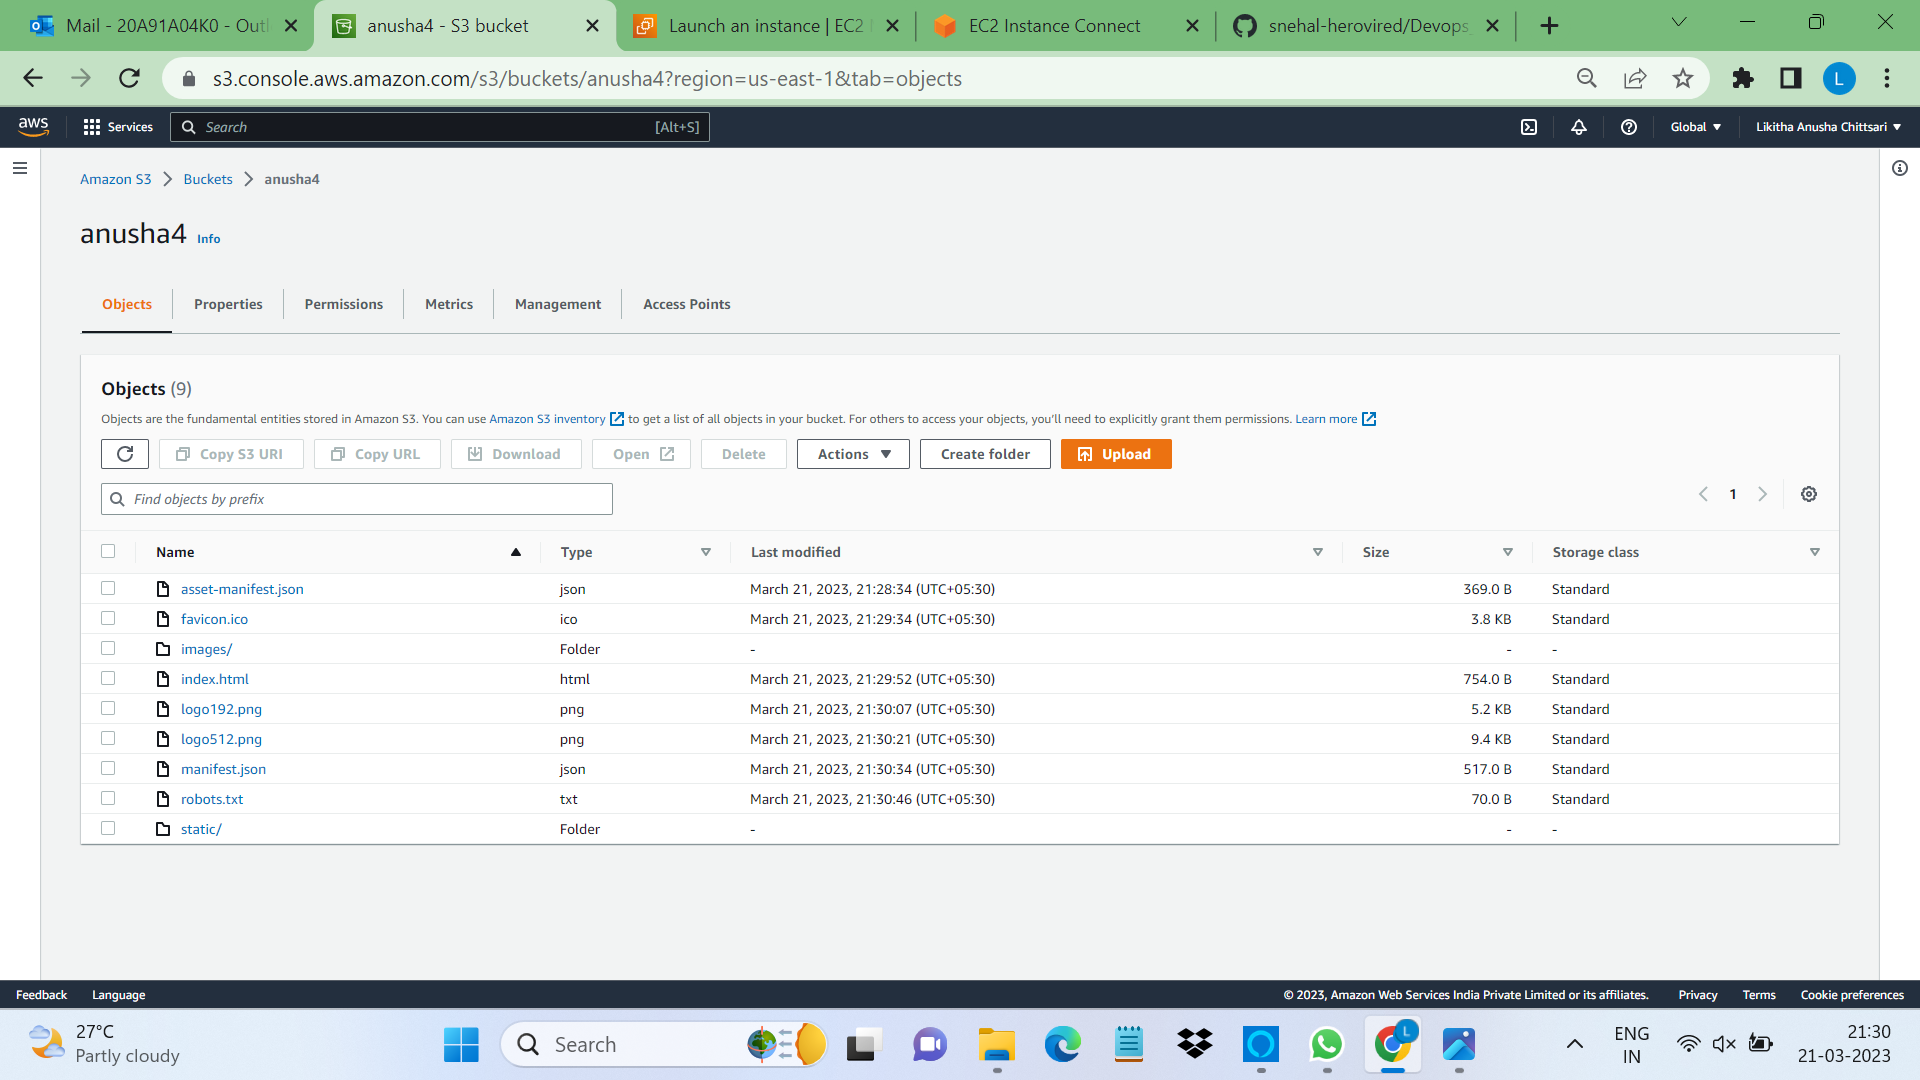 Mail - 20A91A04K0 - Outl
anusha4 - S3 bucket
Launch an instance | EC2
EC2 Instance Connect
snehal-herovired/Devops
s3.console.aws.amazon.com/s3/buckets/anusha4?region=us-east-1&tab=objects
L
aws
Services
Search
[Alt+S]
Global
Likitha Anusha Chittsari
Amazon S3 > Buckets > anusha4
anusha4 Info
Objects Properties Permissions Metrics Management Access Points
Objects (9)
Objects are the fundamental entities stored in Amazon S3. You can use Amazon S3 inventory to get a list of all objects in your bucket. For others to access your objects, you'll need to explicitly grant them permissions. Learn more
Copy S3 URI Copy URL Download Open Delete Actions Create folder Upload
Find objects by prefix
1
Name Type Last modified Size Storage class
asset-manifest.json json March 21, 2023, 21:28:34 (UTC+05:30) 369.0 B Standard
favicon.ico ico March 21, 2023, 21:29:34 (UTC+05:30) 3.8 KB Standard
images/ Folder - - -
index.html html March 21, 2023, 21:29:52 (UTC+05:30) 754.0 B Standard
logo192.png png March 21, 2023, 21:30:07 (UTC+05:30) 5.2 KB Standard
logo512.png png March 21, 2023, 21:30:21 (UTC+05:30) 9.4 KB Standard
manifest.json json March 21, 2023, 21:30:34 (UTC+05:30) 517.0 B Standard
robots.txt txt March 21, 2023, 21:30:46 (UTC+05:30) 70.0 B Standard
static/ Folder - - -
Feedback Language
© 2023, Amazon Web Services India Private Limited or its affiliates. Privacy Terms Cookie preferences
27°C
Partly cloudy
Search
L
ENG
IN
21:30
21-03-2023